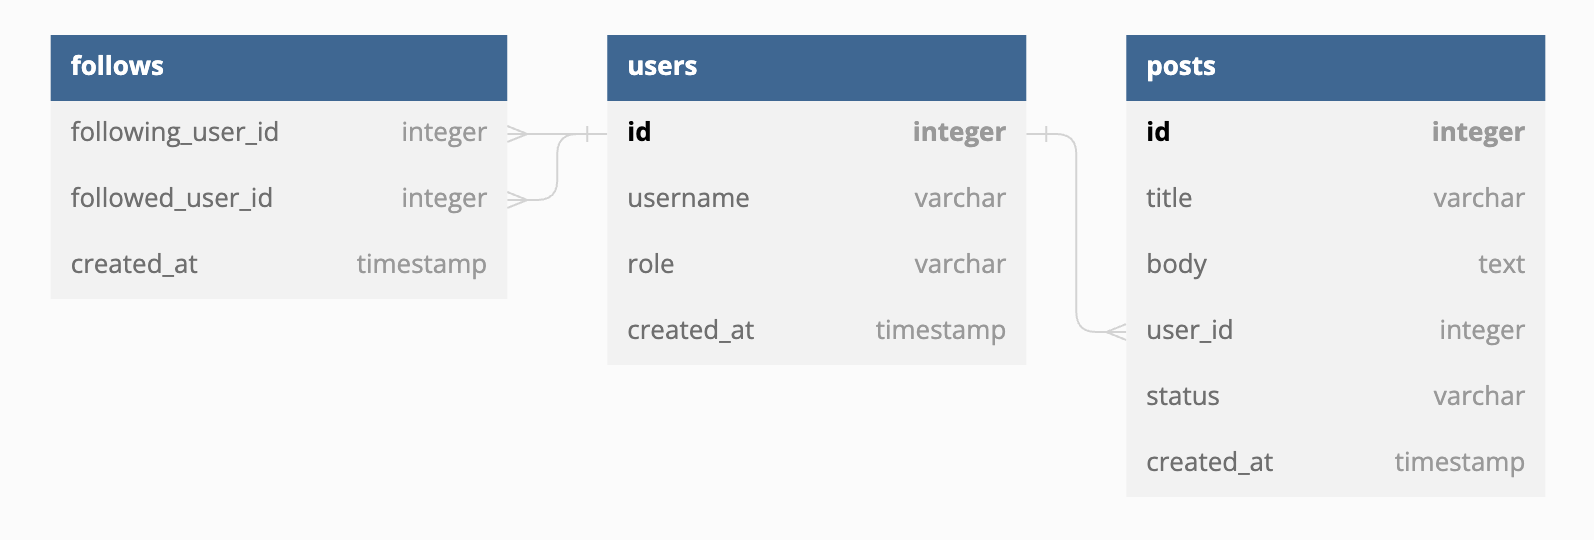 follows
following_user_id integer
followed_user_id integer
created_at timestamp
users
id integer
username varchar
role varchar
created_at timestamp
posts
id integer
title varchar
body text
user_id integer
status varchar
created_at timestamp